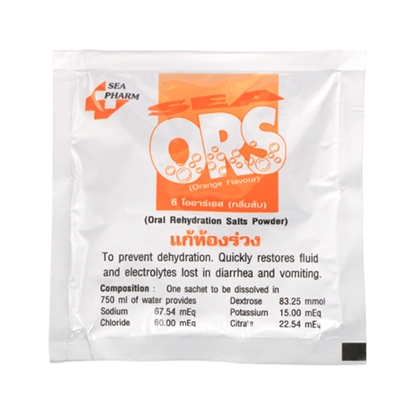 SEA
PHARM
SEA
ORS
(Orange Flavour)
ซี โออาร์เอส (กลิ่นส้ม)
(Oral Rehydration Salts Powder)
แก้ท้องร่วง
To prevent dehydration. Quickly restores fluid
and electrolytes lost in diarrhea and vomiting.
Composition : One sachet to be dissolved in
750 ml of water provides Dextrose 83.25 mmol
Sodium 67.54 mEq Potassium 15.00 mEq
Chloride 60.00 mEq Citrate 22.54 mEq